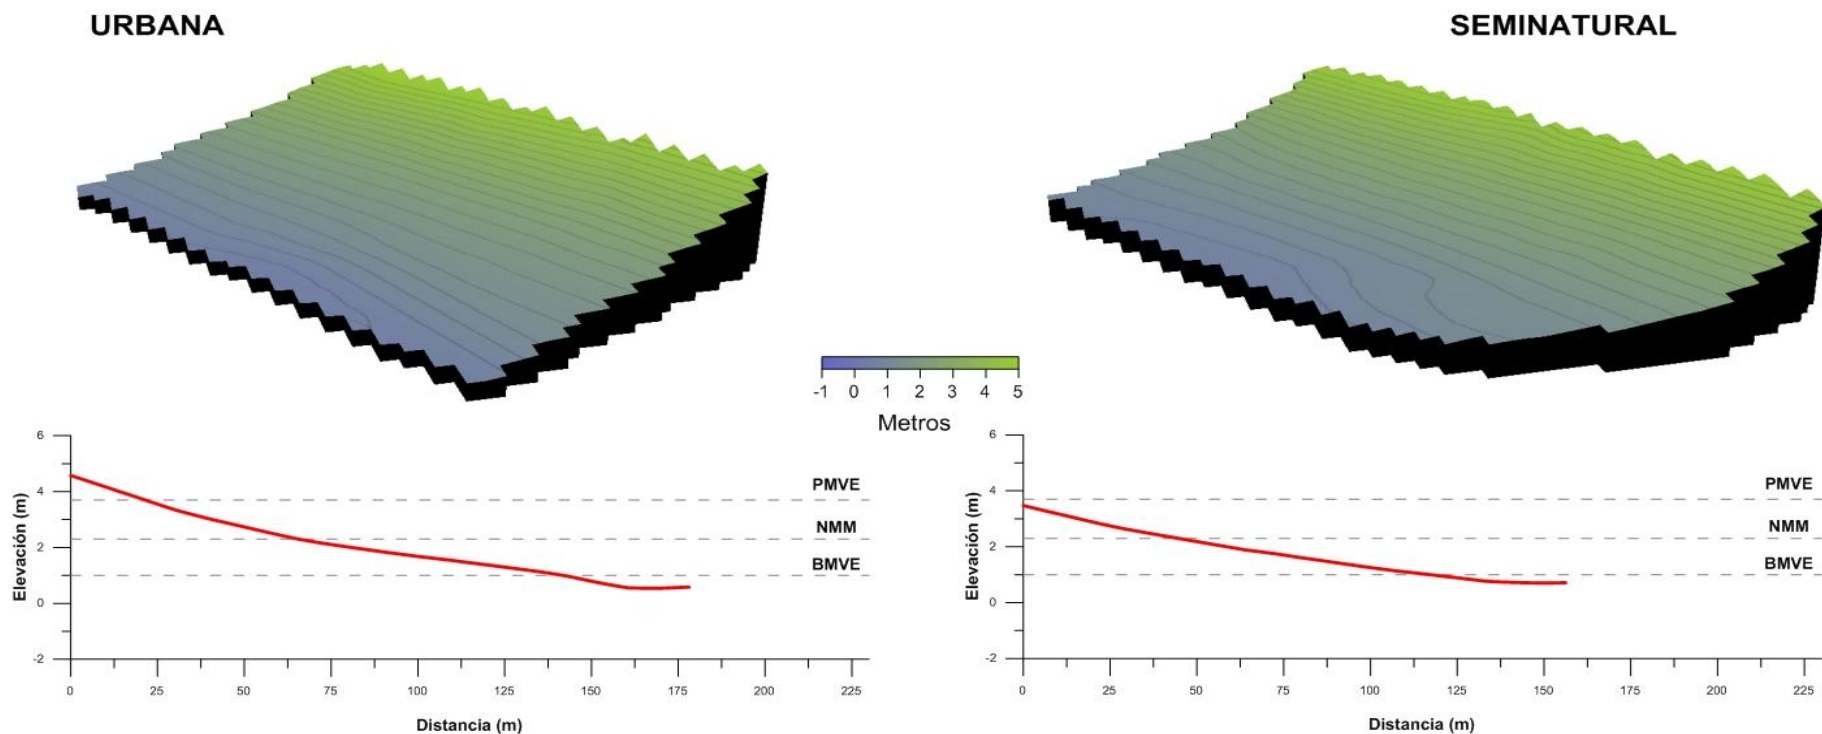 URBANA
SEMINATURAL
-1 0 1 2 3 4 5
Metros
6
4
2
0
-2
Elevación (m)
PMVE
NMM
BMVE
0 25 50 75 100 125 150 175 200 225
Distancia (m)
6
4
2
0
-2
Elevación (m)
PMVE
NMM
BMVE
0 25 50 75 100 125 150 175 200 225
Distancia (m)